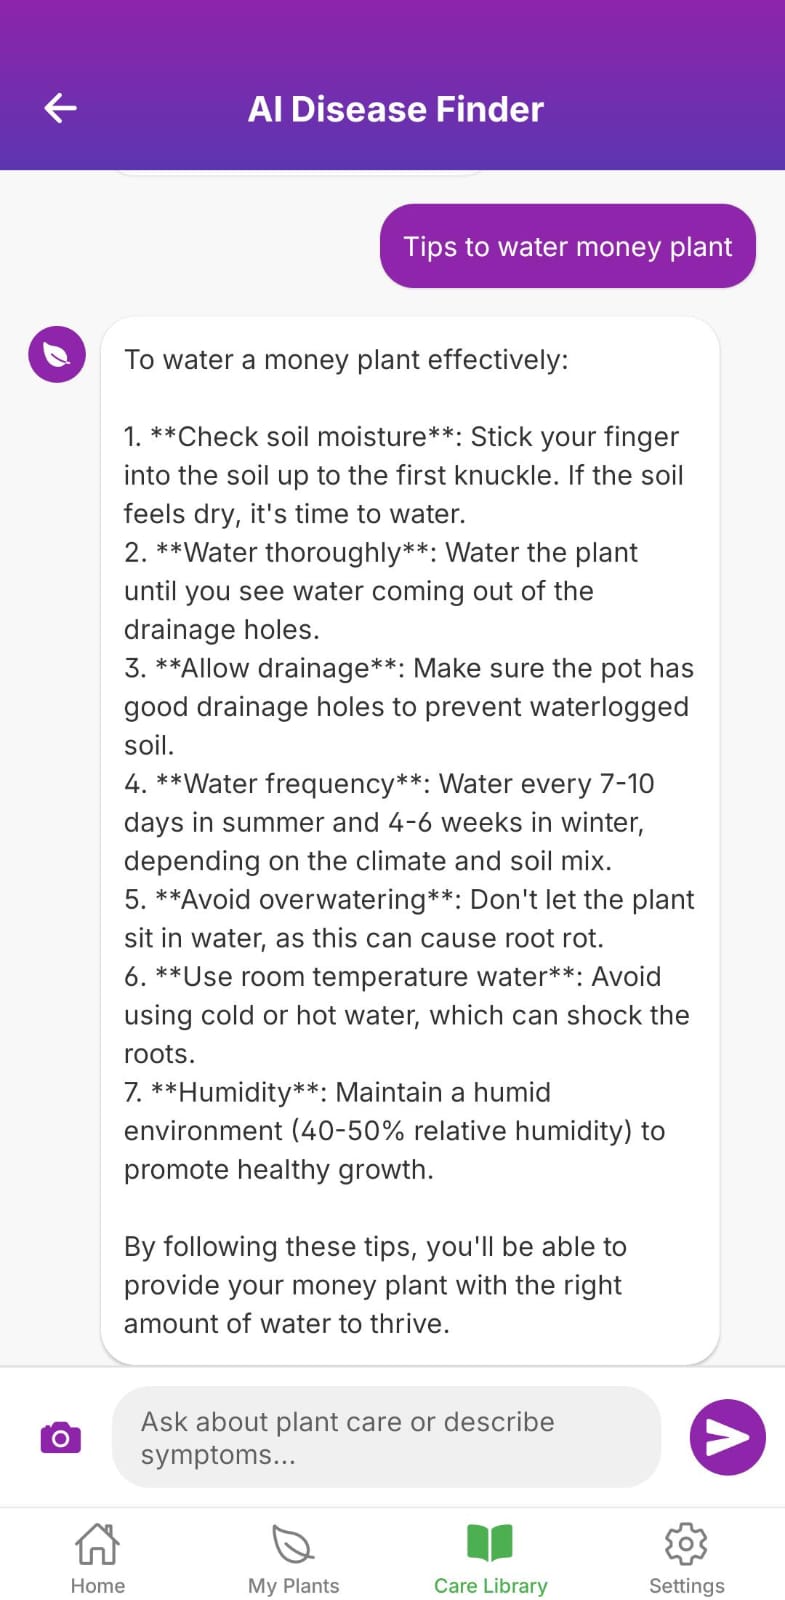 AI Disease Finder
Tips to water money plant
To water a money plant effectively:
1. **Check soil moisture**: Stick your finger
into the soil up to the first knuckle. If the soil
feels dry, it's time to water.
2. **Water thoroughly**: Water the plant
until you see water coming out of the
drainage holes.
3. **Allow drainage**: Make sure the pot has
good drainage holes to prevent waterlogged
soil.
4. **Water frequency**: Water every 7-10
days in summer and 4-6 weeks in winter,
depending on the climate and soil mix.
5. **Avoid overwatering**: Don't let the plant
sit in water, as this can cause root rot.
6. **Use room temperature water**: Avoid
using cold or hot water, which can shock the
roots.
7. **Humidity**: Maintain a humid
environment (40-50% relative humidity) to
promote healthy growth.
By following these tips, you'll be able to
provide your money plant with the right
amount of water to thrive.
Ask about plant care or describe
symptoms...
Home
My Plants
Care Library
Settings